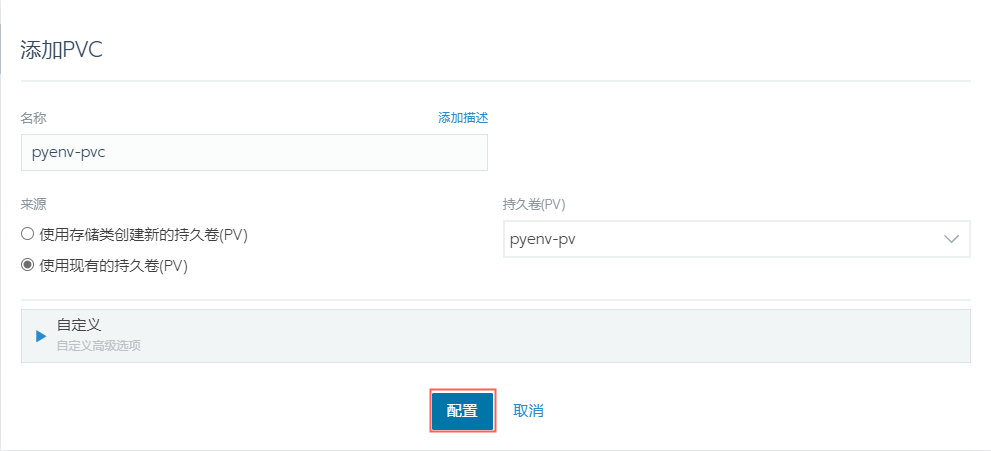 添加PVC
名称
添加描述
pyenv-pvc
来源
持久卷(PV)
使用存储类创建新的持久卷(PV)
pyenv-pv
使用现有的持久卷(PV)
自定义
自定义高级选项
配置
取消